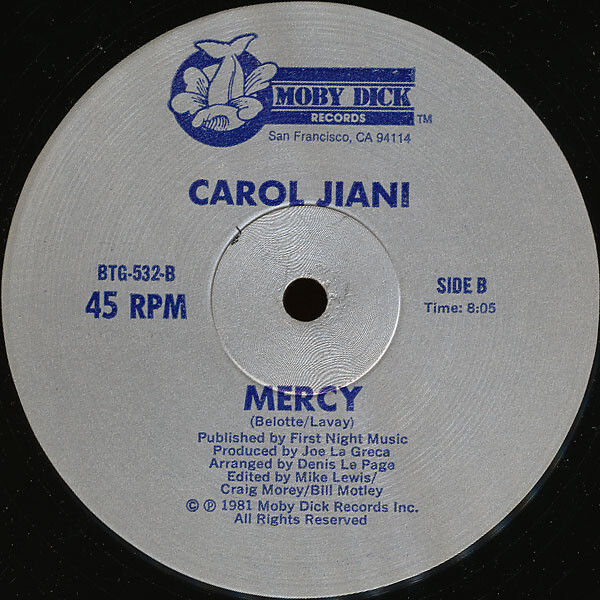 MOBY DICK
RECORDS
TM
San Francisco, CA 94114
CAROL JIANI
BTG-532-B
45 RPM
SIDE B
Time: 8:05
MERCY
(Belotte/Lavay)
Published by First Night Music
Produced by Joe La Greca
Arranged by Denis Le Page
Edited by Mike Lewis/
Craig Morey/Bill Motley
© ℗ 1981 Moby Dick Records Inc.
All Rights Reserved